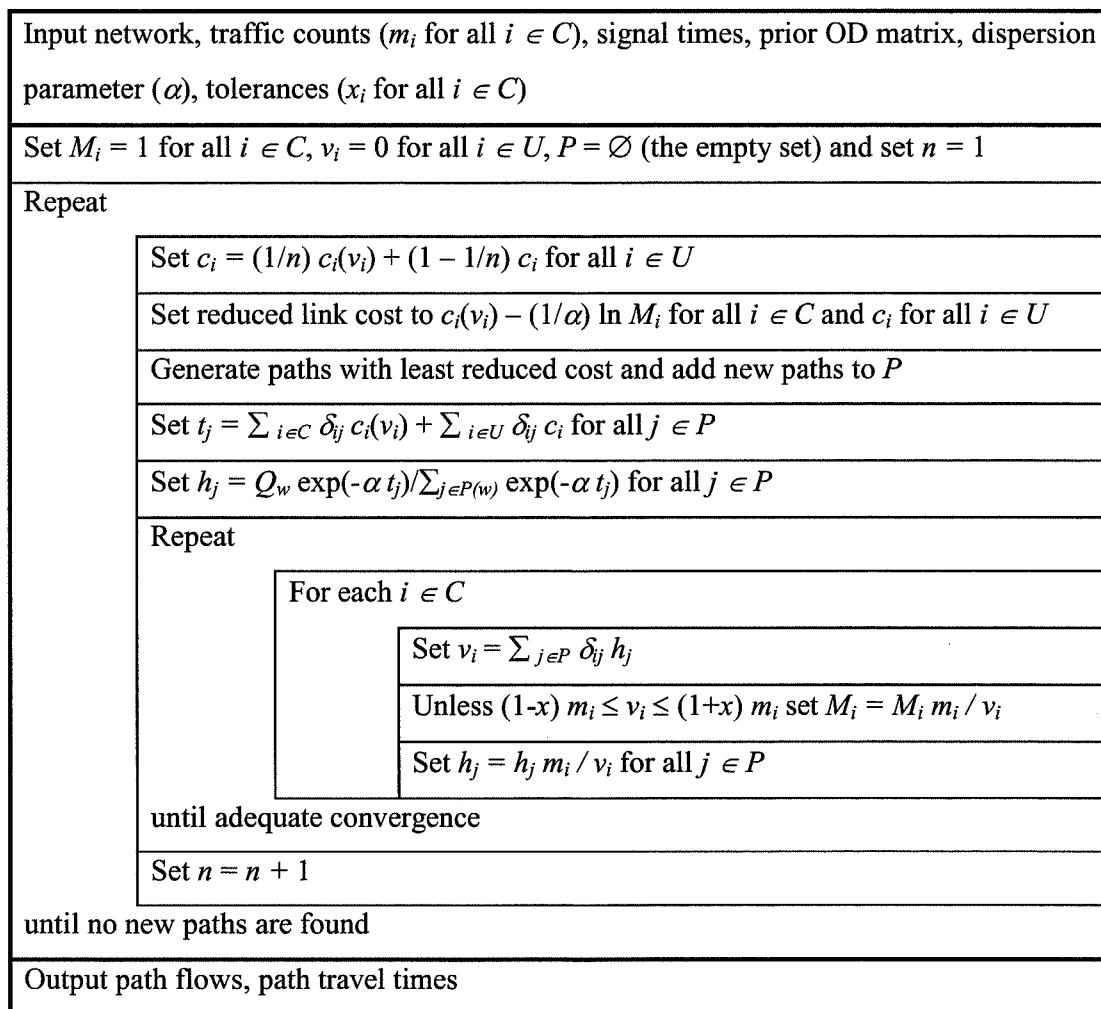 Input network, traffic counts (mᵢ for all i ∈ C), signal times, prior OD matrix, dispersion
parameter (α), tolerances (xᵢ for all i ∈ C)
Set Mᵢ = 1 for all i ∈ C, vᵢ = 0 for all i ∈ U, P = ∅ (the empty set) and set n = 1
Repeat
Set cᵢ = (1/n) cᵢ(vᵢ) + (1 – 1/n) cᵢ for all i ∈ U
Set reduced link cost to cᵢ(vᵢ) – (1/α) ln Mᵢ for all i ∈ C and cᵢ for all i ∈ U
Generate paths with least reduced cost and add new paths to P
Set tⱼ = ∑ i∈C δij cᵢ(vᵢ) + ∑ i∈U δij cᵢ for all j ∈ P
Set hⱼ = Qw exp(-α tⱼ)/∑j∈P(w) exp(-α tⱼ) for all j ∈ P
Repeat
For each i ∈ C
Set vᵢ = ∑ j∈P δij hⱼ
Unless (1-x) mᵢ ≤ vᵢ ≤ (1+x) mᵢ set Mᵢ = Mᵢ mᵢ / vᵢ
Set hⱼ = hⱼ mᵢ / vᵢ for all j ∈ P
until adequate convergence
Set n = n + 1
until no new paths are found
Output path flows, path travel times